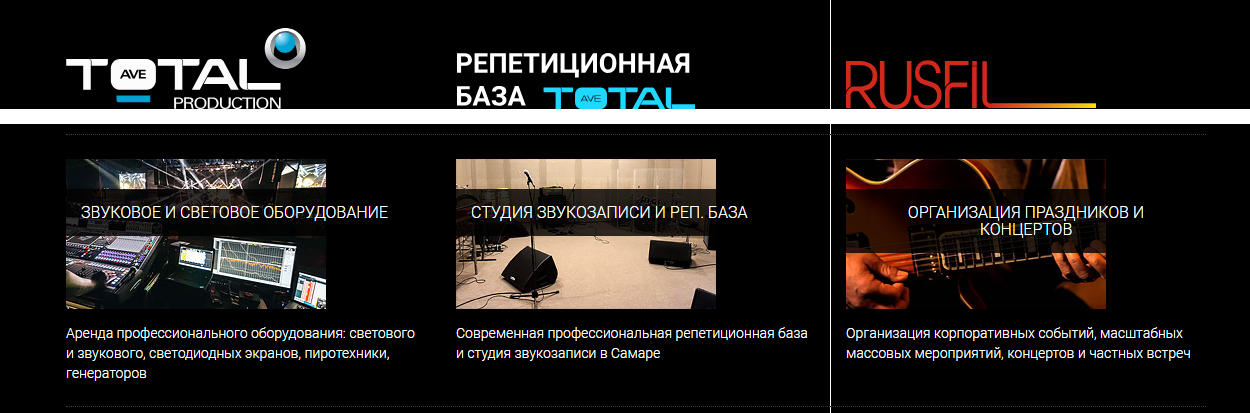 TOTAL
AVE
PRODUCTION
РЕПЕТИЦИОННАЯ
БАЗА AVE TOTAL
RUSFIL
ЗВУКОВОЕ И СВЕТОВОЕ ОБОРУДОВАНИЕ
Аренда профессионального оборудования: светового
и звукового, светодиодных экранов, пиротехники,
генераторов
СТУДИЯ ЗВУКОЗАПИСИ И РЕП. БАЗА
Современная профессиональная репетиционная база
и студия звукозаписи в Самаре
ОРГАНИЗАЦИЯ ПРАЗДНИКОВ И
КОНЦЕРТОВ
Организация корпоративных событий, масштабных
массовых мероприятий, концертов и частных встреч